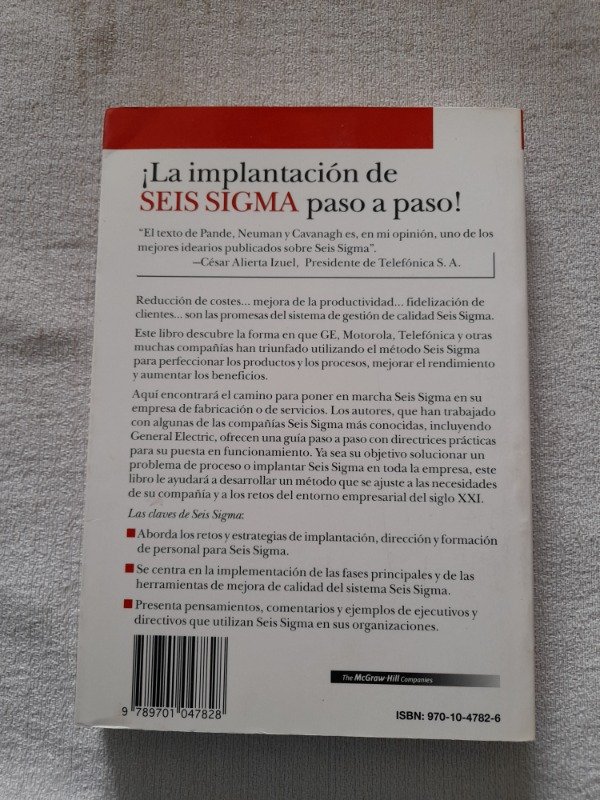 ¡La implantación de
SEIS SIGMA paso a paso!
"El texto de Pande, Neuman y Cavanagh es, en mi opinión, uno de los
mejores idearios publicados sobre Seis Sigma".
—César Alierta Izuel, Presidente de Telefónica S. A.
Reducción de costes... mejora de la productividad... fidelización de
clientes... son las promesas del sistema de gestión de calidad Seis Sigma.
Este libro descubre la forma en que GE, Motorola, Telefónica y otras
muchas compañías han triunfado utilizando el método Seis Sigma
para perfeccionar los productos y los procesos, mejorar el rendimiento
y aumentar los beneficios.
Aquí encontrará el camino para poner en marcha Seis Sigma en su
empresa de fabricación o de servicios. Los autores, que han trabajado
con algunas de las compañías Seis Sigma más conocidas, incluyendo
General Electric, ofrecen una guía paso a paso con directrices prácticas
para su puesta en funcionamiento. Ya sea su objetivo solucionar un
problema de proceso o implantar Seis Sigma en toda la empresa, este
libro le ayudará a desarrollar un método que se ajuste a las necesidades
de su compañía y a los retos del entorno empresarial del siglo XXI.
Las claves de Seis Sigma:
■ Aborda los retos y estrategias de implantación, dirección y formación
de personal para Seis Sigma.
■ Se centra en la implementación de las fases principales y de las
herramientas de mejora de calidad del sistema Seis Sigma.
■ Presenta pensamientos, comentarios y ejemplos de ejecutivos y
directivos que utilizan Seis Sigma en sus organizaciones.
The McGraw-Hill Companies
9 789701 047828
ISBN: 970-10-4782-6